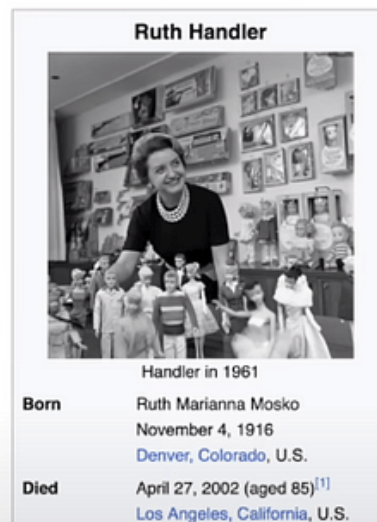 Ruth Handler
Handler in 1961
Born Ruth Marianna Mosko
November 4, 1916
Denver, Colorado, U.S.
Died April 27, 2002 (aged 85)[1]
Los Angeles, California, U.S.